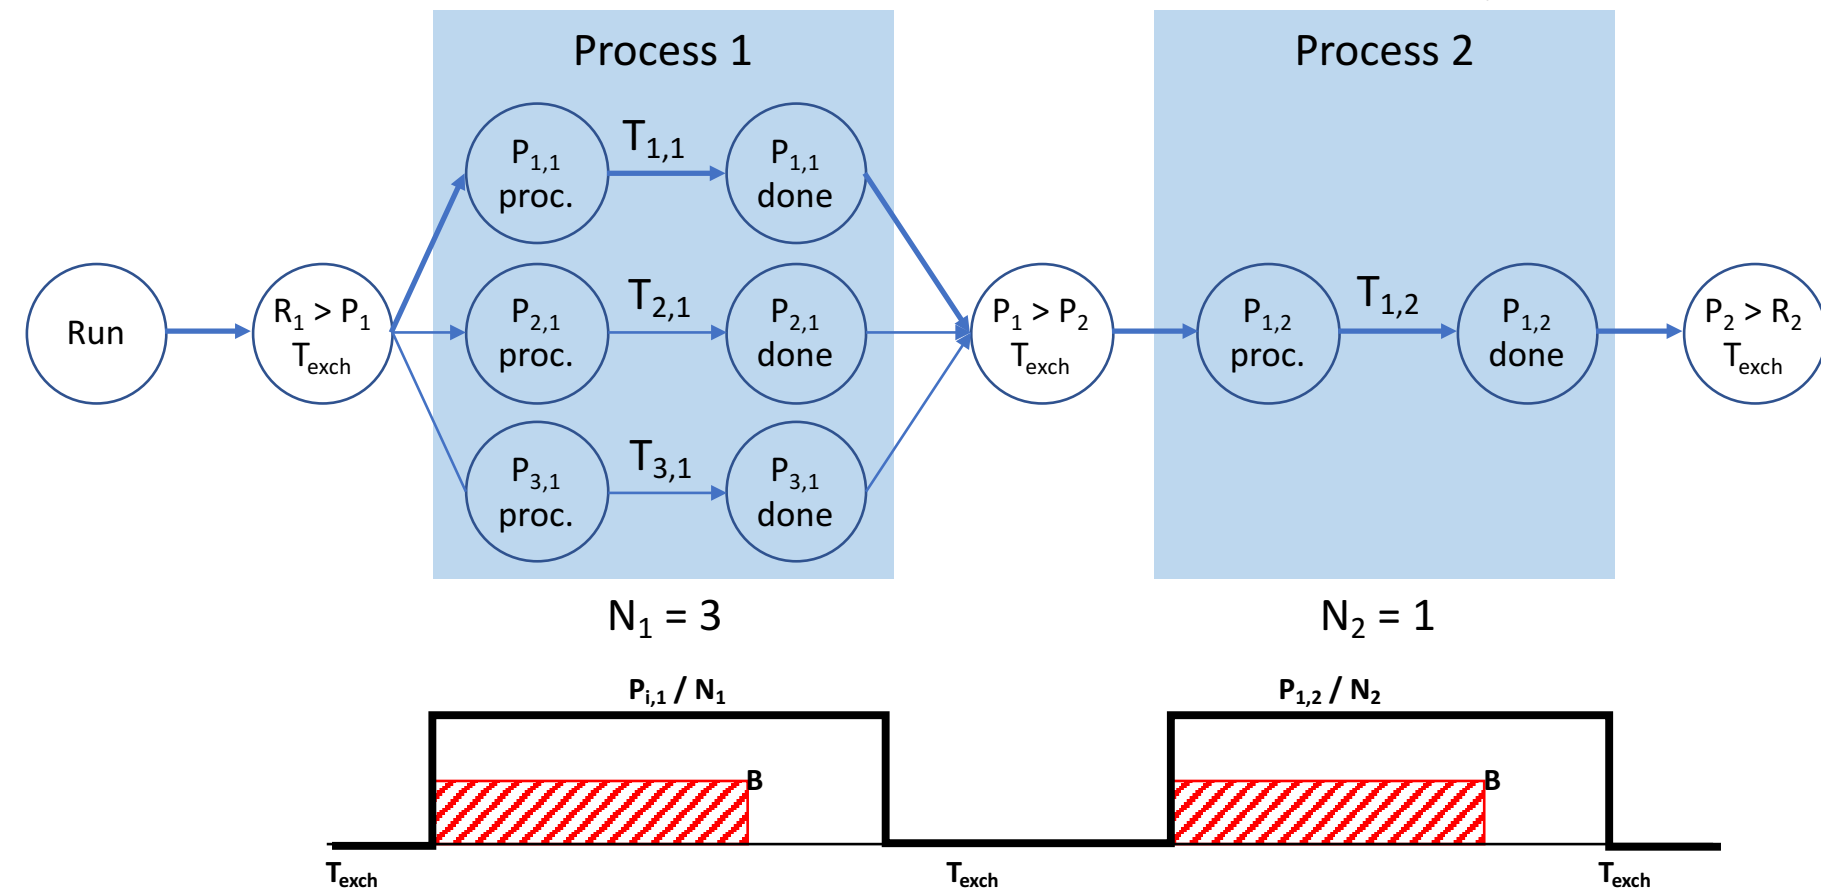 Process 1
Process 2
P1,1
proc.
T1,1
P1,1
done
Run
R1 > P1
Texch
P2,1
proc.
T2,1
P2,1
done
P1 > P2
Texch
P1,2
proc.
T1,2
P1,2
done
P2 > R2
Texch
P3,1
proc.
T3,1
P3,1
done
N1 = 3
N2 = 1
Pi,1 / N1
P1,2 / N2
B
B
Texch
Texch
Texch